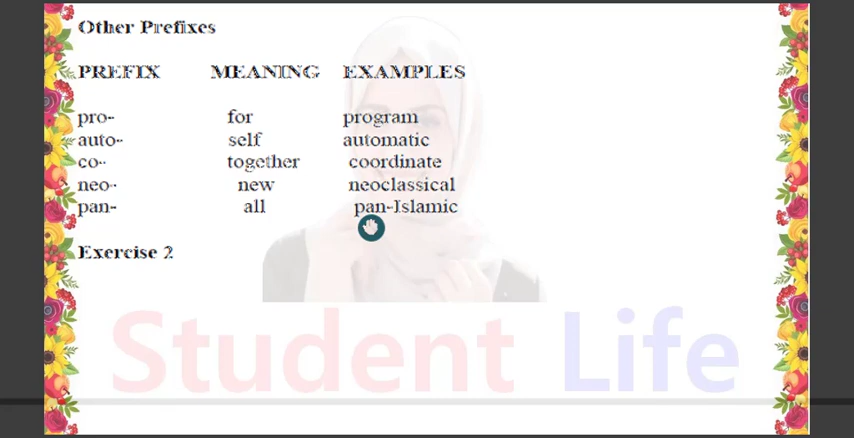 Other Prefixes
PREFIX MEANING EXAMPLES
pro- for program
auto- self automatic
co- together coordinate
neo- new neoclassical
pan- all pan-Islamic
Exercise 2
Student Life